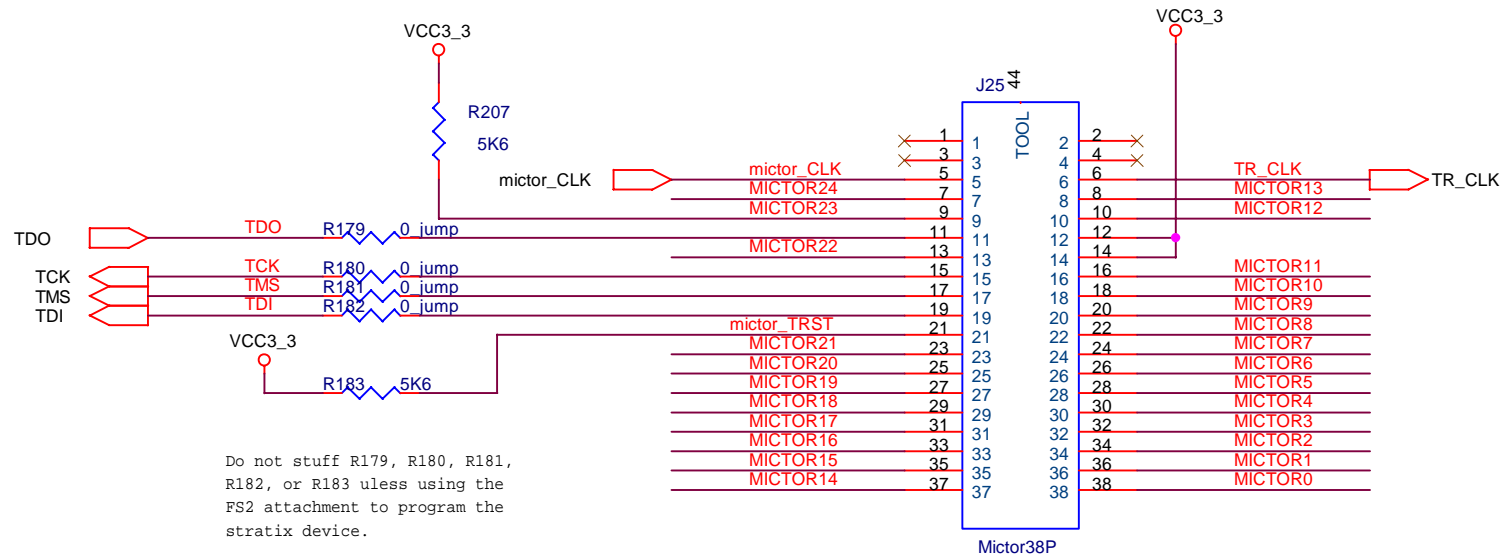 VCC3_3
VCC3_3
J25
44
R207
5K6
TOOL
1 1 2 2
3 3 4 4
mictor_CLK mictor_CLK 5 5 6 6 TR_CLK TR_CLK
MICTOR24 7 7 8 8 MICTOR13
MICTOR23 9 9 10 10 MICTOR12
TDO TDO R179 0_jump 11 11 12 12
MICTOR22 13 13 14 14
TCK TCK R180 0_jump 15 15 16 16 MICTOR11
TMS TMS R181 0_jump 17 17 18 18 MICTOR10
TDI TDI R182 0_jump 19 19 20 20 MICTOR9
mictor_TRST 21 21 22 22 MICTOR8
VCC3_3
MICTOR21 23 23 24 24 MICTOR7
MICTOR20 25 25 26 26 MICTOR6
R183 5K6
MICTOR19 27 27 28 28 MICTOR5
MICTOR18 29 29 30 30 MICTOR4
MICTOR17 31 31 32 32 MICTOR3
MICTOR16 33 33 34 34 MICTOR2
MICTOR15 35 35 36 36 MICTOR1
MICTOR14 37 37 38 38 MICTOR0
Do not stuff R179, R180, R181,
R182, or R183 uless using the
FS2 attachment to program the
stratix device.
Mictor38P